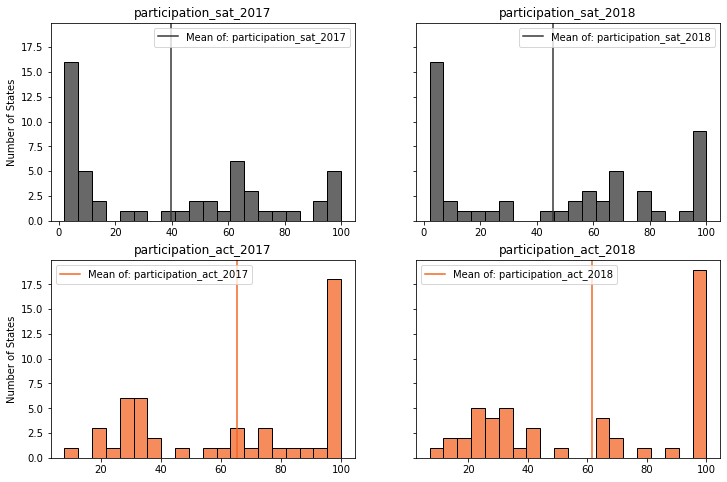 participation_sat_2017
participation_sat_2018
Mean of: participation_sat_2017
Mean of: participation_sat_2018
Number of States
17.5
15.0
12.5
10.0
7.5
5.0
2.5
0.0
0 20 40 60 80 100
0 20 40 60 80 100
participation_act_2017
participation_act_2018
Mean of: participation_act_2017
Mean of: participation_act_2018
Number of States
17.5
15.0
12.5
10.0
7.5
5.0
2.5
0.0
20 40 60 80 100
20 40 60 80 100